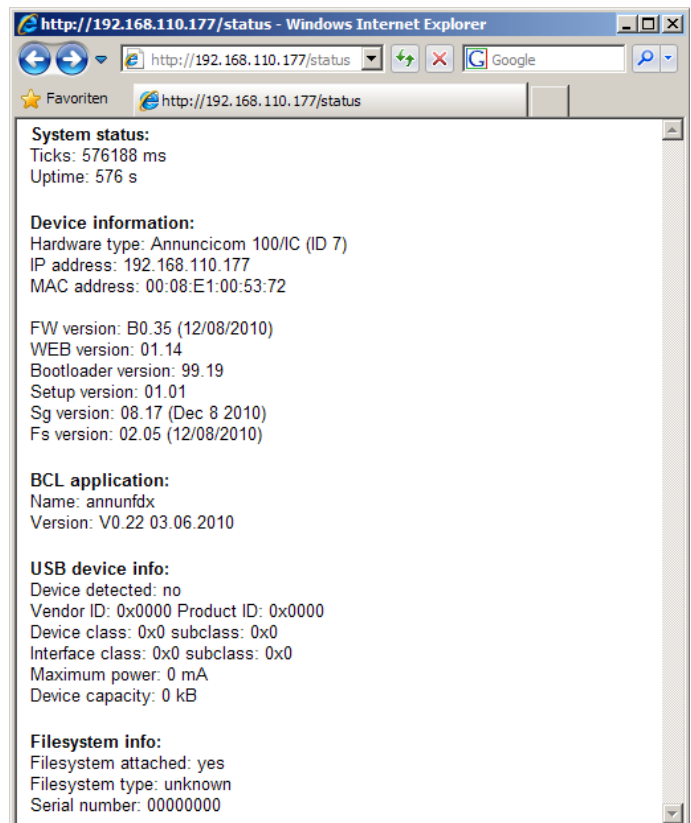 http://192.168.110.177/status - Windows Internet Explorer
http://192.168.110.177/status
Google
Favoriten
http://192.168.110.177/status
System status:
Ticks: 576188 ms
Uptime: 576 s
Device information:
Hardware type: Annuncicom 100/IC (ID 7)
IP address: 192.168.110.177
MAC address: 00:08:E1:00:53:72
FW version: B0.35 (12/08/2010)
WEB version: 01.14
Bootloader version: 99.19
Setup version: 01.01
Sg version: 08.17 (Dec 8 2010)
Fs version: 02.05 (12/08/2010)
BCL application:
Name: annunfdx
Version: V0.22 03.06.2010
USB device info:
Device detected: no
Vendor ID: 0x0000 Product ID: 0x0000
Device class: 0x0 subclass: 0x0
Interface class: 0x0 subclass: 0x0
Maximum power: 0 mA
Device capacity: 0 kB
Filesystem info:
Filesystem attached: yes
Filesystem type: unknown
Serial number: 00000000